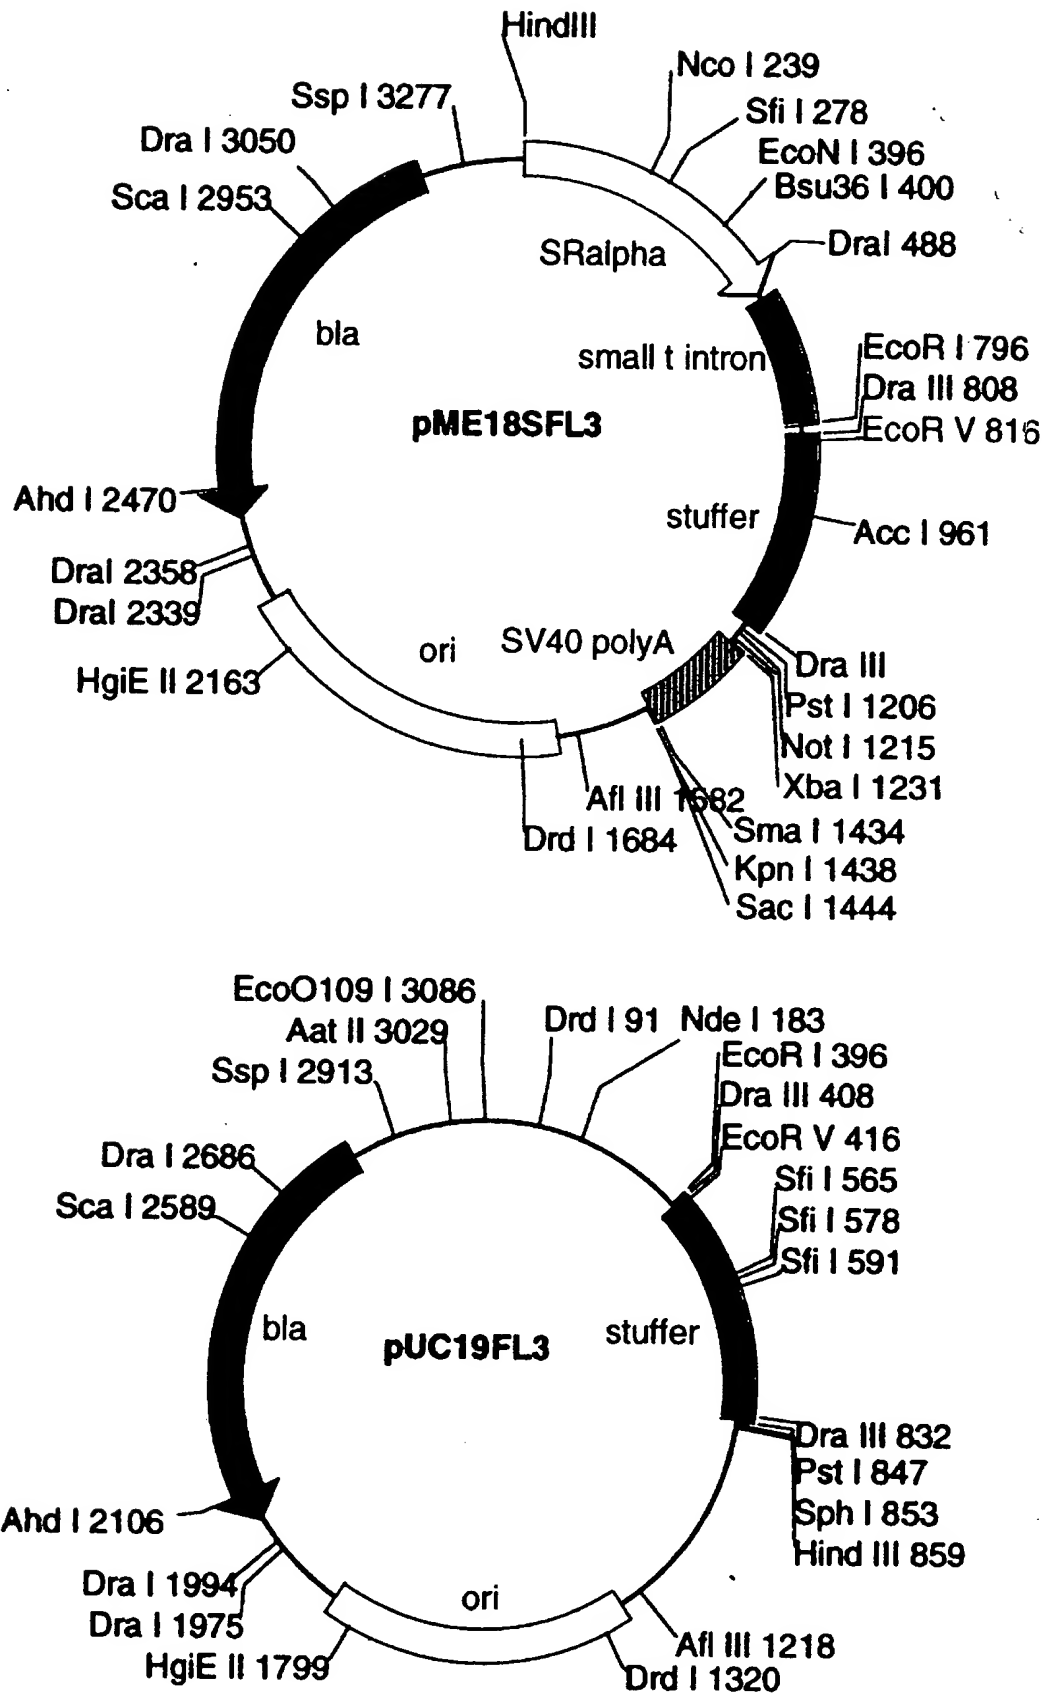 HindIII
Nco I 239
Ssp I 3277
Sfi I 278
Dra I 3050
EcoN I 396
Bsu36 I 400
Sca I 2953
DraI 488
SRalpha
bla
small t intron
EcoR I 796
Dra III 808
pME18SFL3
EcoR V 816
Ahd I 2470
stuffer
Acc I 961
DraI 2358
DraI 2339
ori
SV40 polyA
Dra III
HgiE II 2163
Pst I 1206
Not I 1215
Xba I 1231
Afl III 1682
Sma I 1434
Drd I 1684
Kpn I 1438
Sac I 1444
EcoO109 I 3086
Aat II 3029
Drd I 91
Nde I 183
Ssp I 2913
EcoR I 396
Dra III 408
EcoR V 416
Dra I 2686
Sfi I 565
Sca I 2589
Sfi I 578
Sfi I 591
bla
pUC19FL3
stuffer
Dra III 832
Pst I 847
Sph I 853
Ahd I 2106
Hind III 859
Dra I 1994
ori
Dra I 1975
Afl III 1218
HgiE II 1799
Drd I 1320